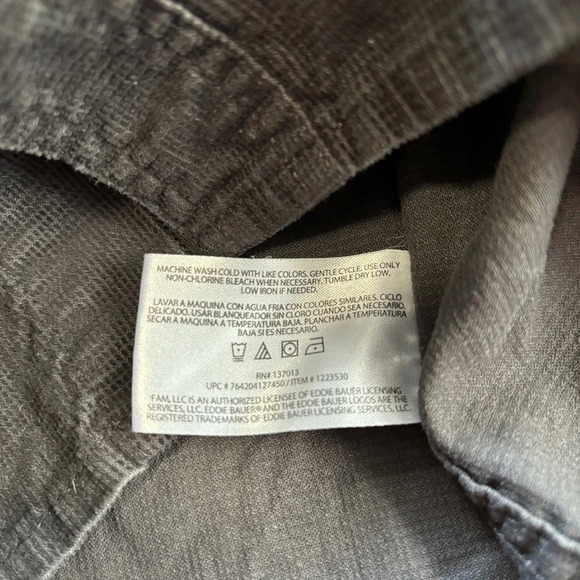 MACHINE WASH COLD WITH LIKE COLORS. GENTLE CYCLE. USE ONLY
NON-CHLORINE BLEACH WHEN NECESSARY. TUMBLE DRY LOW.
LOW IRON IF NEEDED.
LAVAR A MAQUINA CON AGUA FRIA CON COLORES SIMILARES. CICLO
DELICADO. USAR BLANQUEADOR SIN CLORO CUANDO SEA NECESARIO.
SECAR A MAQUINA A TEMPERATURA BAJA. PLANCHAR A TEMPERATURA
BAJA SI ES NECESARIO.
RN# 137013
UPC # 764204127450 / ITEM # 1223530
FAM, LLC IS AN AUTHORIZED LICENSEE OF EDDIE BAUER LICENSING
SERVICES, LLC. EDDIE BAUER® AND THE EDDIE BAUER LOGOS ARE THE
REGISTERED TRADEMARKS OF EDDIE BAUER LICENSING SERVICES, LLC.